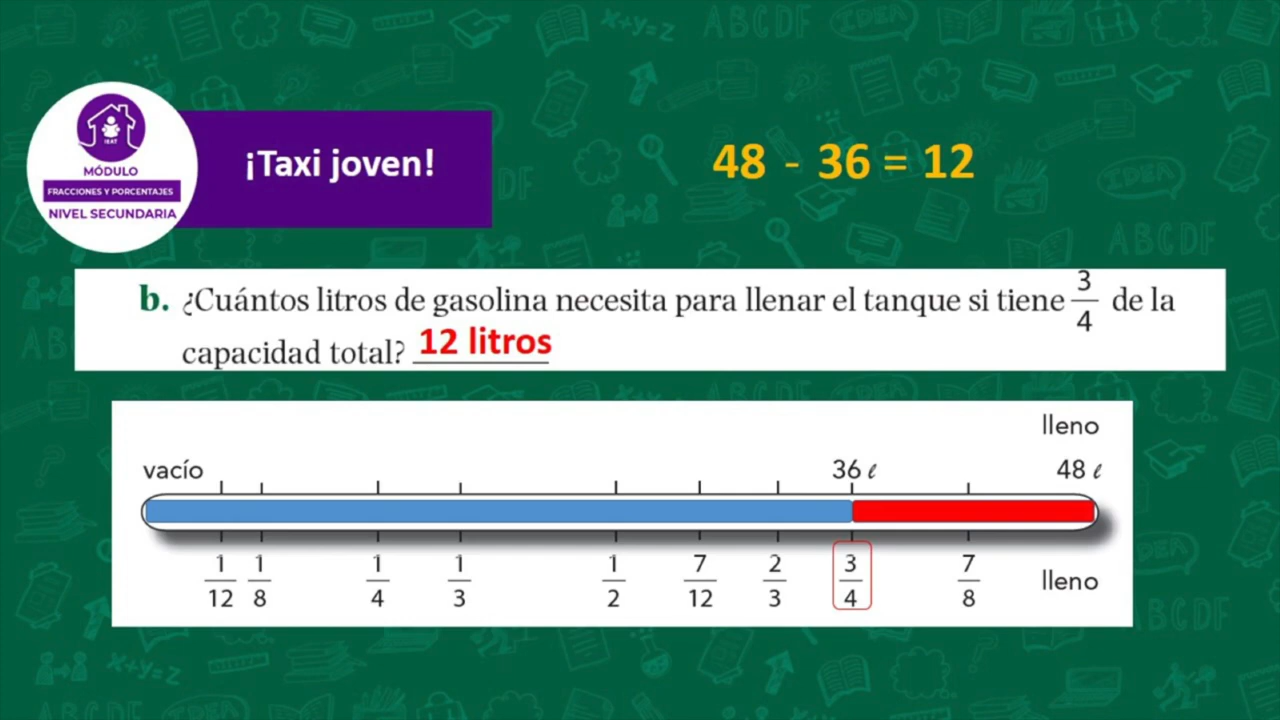 IEAT
MÓDULO
FRACCIONES Y PORCENTAJES
NIVEL SECUNDARIA
¡Taxi joven!
48 - 36 = 12
b. ¿Cuántos litros de gasolina necesita para llenar el tanque si tiene 3/4 de la
capacidad total? 12 litros
lleno
vacío 36 ℓ 48 ℓ
1/12 1/8 1/4 1/3 1/2 7/12 2/3 3/4 7/8 lleno